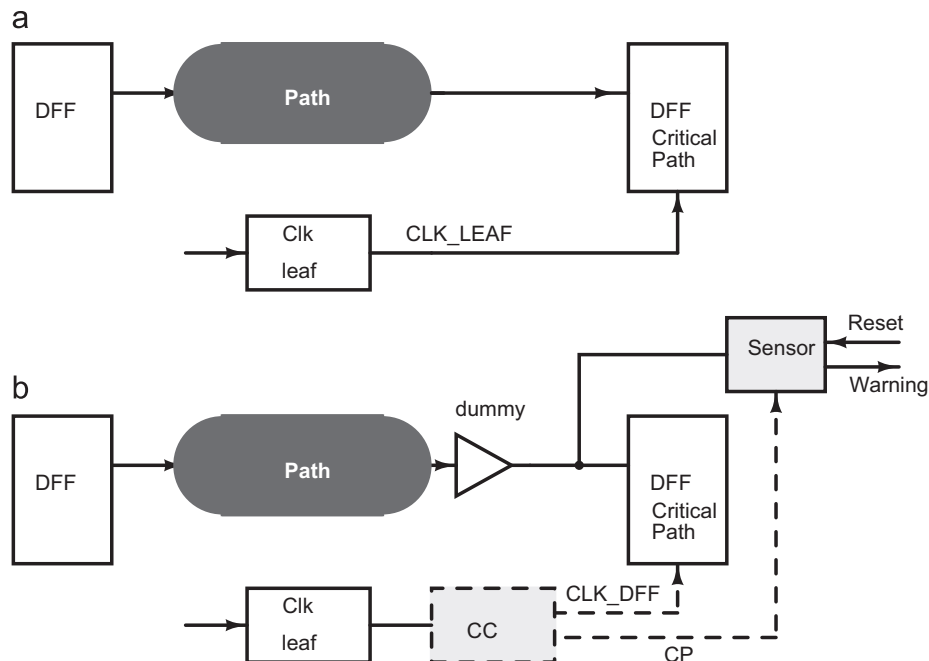 a
DFF
Path
DFF
Critical
Path
Clk
leaf
CLK_LEAF
Sensor
Reset
Warning
b
dummy
DFF
Path
DFF
Critical
Path
Clk
leaf
CC
CLK_DFF
CP